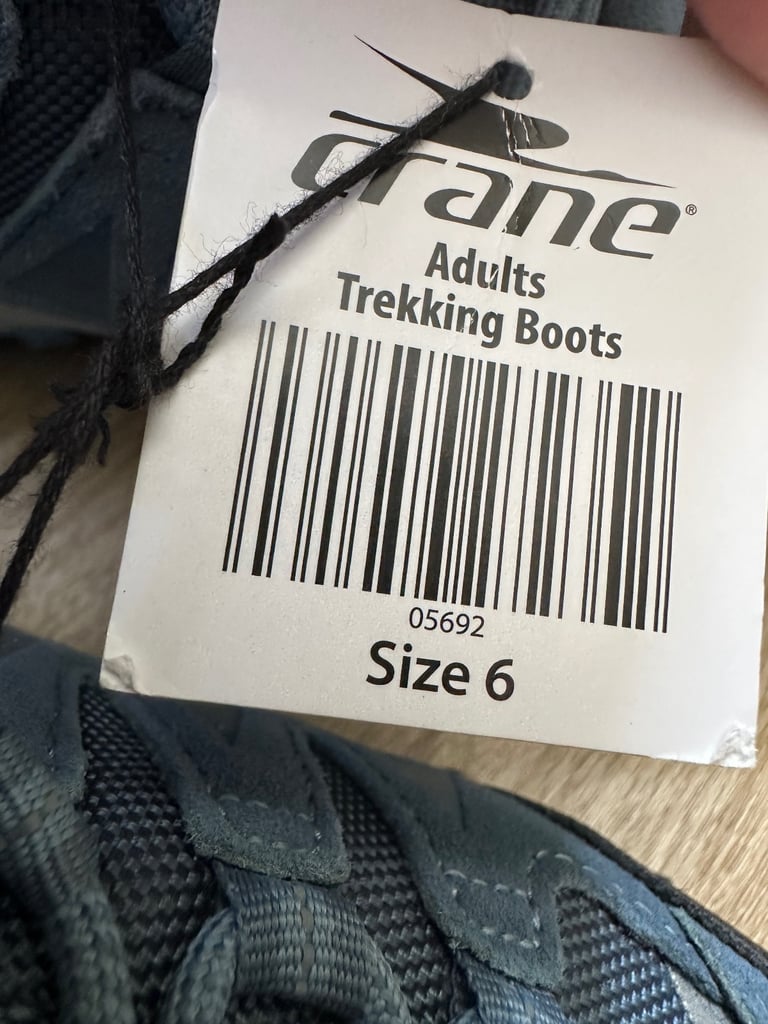 crane®
Adults
Trekking Boots
05692
Size 6